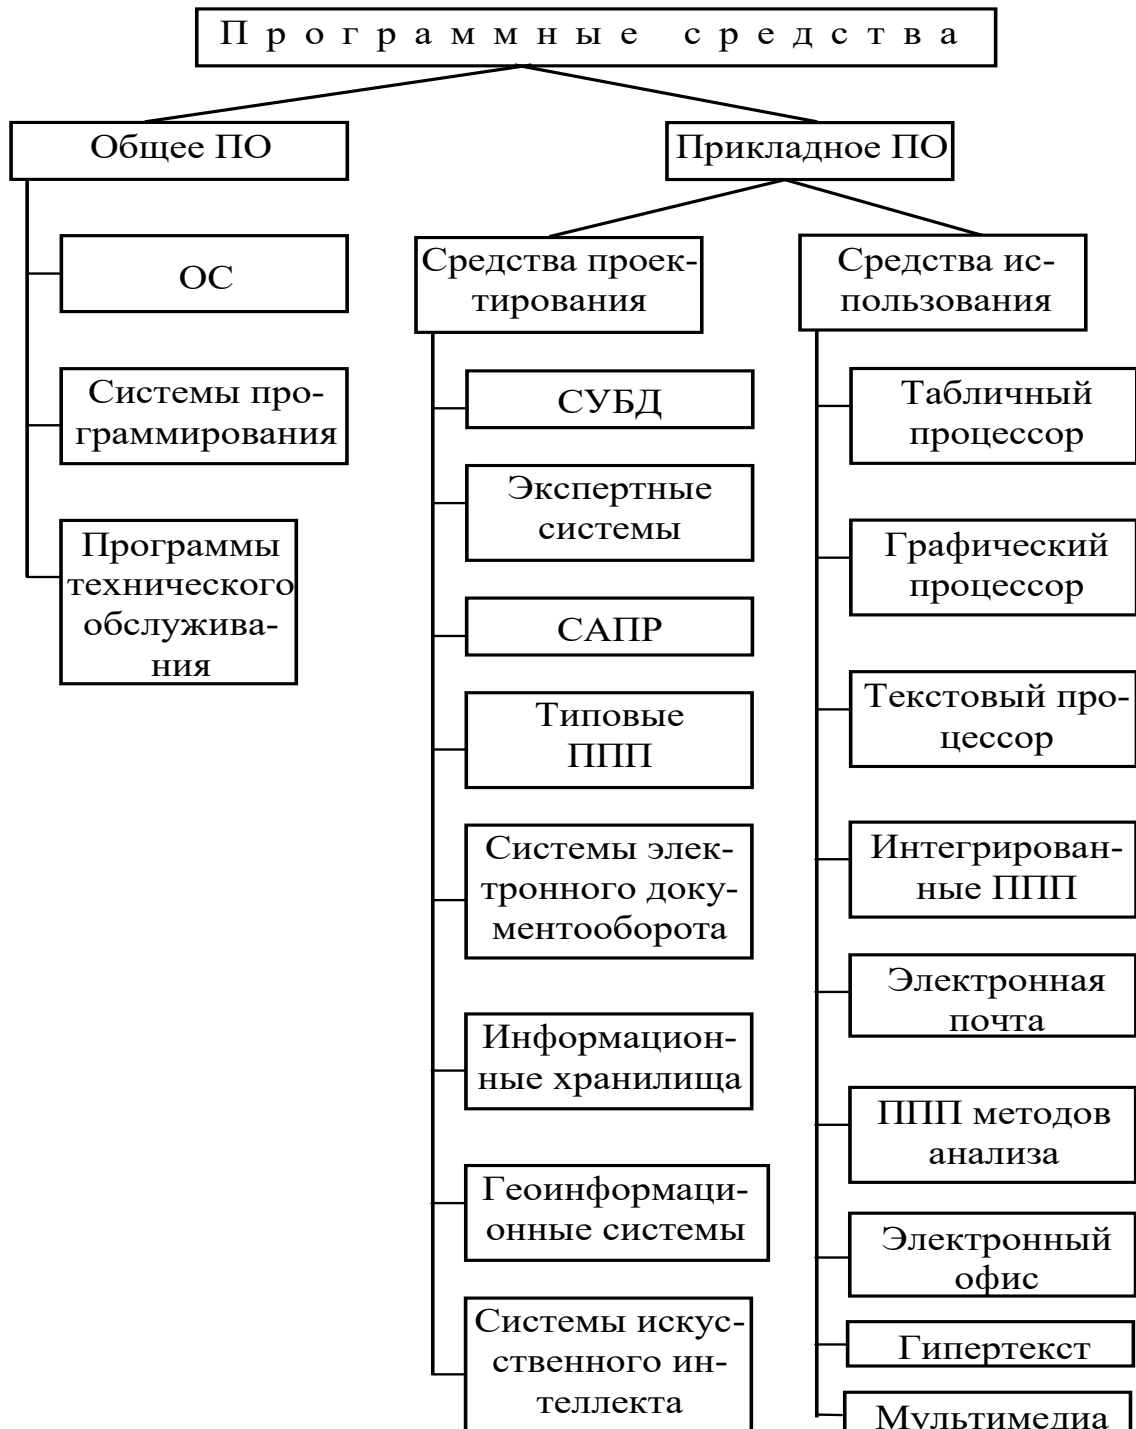 Программные средства
Общее ПО
Прикладное ПО
ОС
Системы про-
граммирования
Программы
технического
обслужива-
ния
Средства проек-
тирования
СУБД
Экспертные
системы
САПР
Типовые
ППП
Системы элек-
тронного доку-
ментооборота
Информацион-
ные хранилища
Геоинформаци-
онные системы
Системы искус-
ственного ин-
теллекта
Средства ис-
пользования
Табличный
процессор
Графический
процессор
Текстовый про-
цессор
Интегрирован-
ные ППП
Электронная
почта
ППП методов
анализа
Электронный
офис
Гипертекст
Мультимедиа